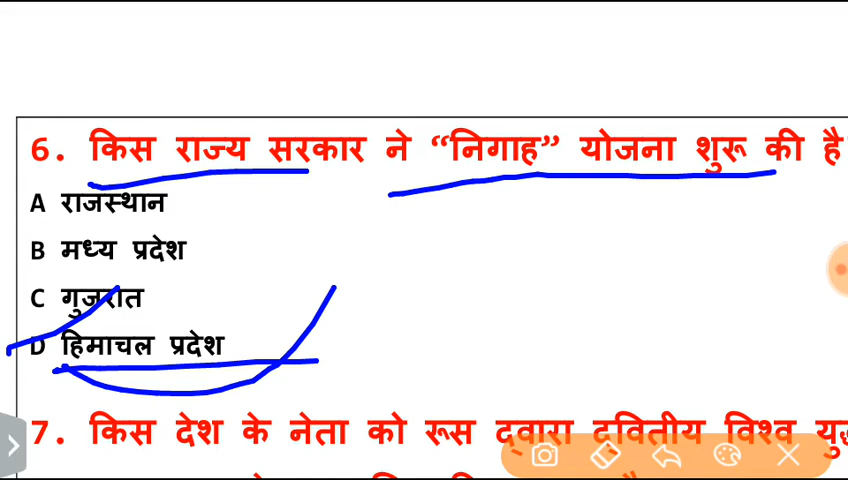 6. किस राज्य सरकार ने “निगाह” योजना शुरू की है
A राजस्थान
B मध्य प्रदेश
C गुजरात
D हिमाचल प्रदेश
7. किस देश के नेता को रूस द्वारा द्वितीय विश्व